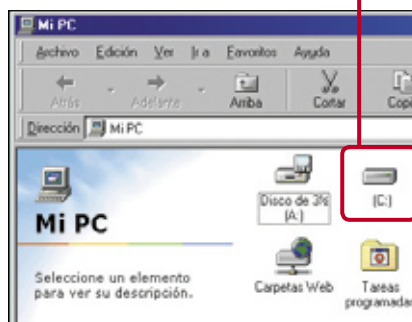 Mi PC
Archivo Edición Ver Ir a Favoritos Ayuda
Atrás Adelante Arriba Cortar
Dirección Mi PC
Mi PC
Seleccione un elemento
para ver su descripción.
Disco de 3½
(A:)
(C:)
Carpetas Web
Tareas
programadas